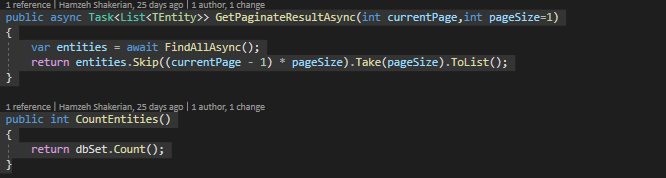 1 reference | Hamzeh Shakerian, 25 days ago | 1 author, 1 change
public async Task<List<TEntity>> GetPaginateResultAsync(int currentPage,int pageSize=1)
{
var entities = await FindAllAsync();
return entities.Skip((currentPage - 1) * pageSize).Take(pageSize).ToList();
}
1 reference | Hamzeh Shakerian, 25 days ago | 1 author, 1 change
public int CountEntities()
{
return dbSet.Count();
}